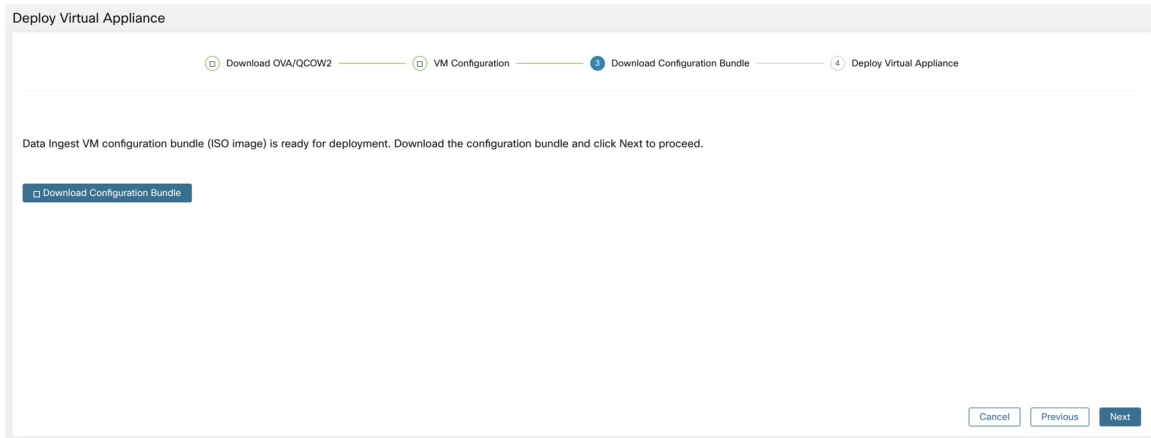 Deploy Virtual Appliance
Download OVA/QCOW2
VM Configuration
3 Download Configuration Bundle
4 Deploy Virtual Appliance
Data Ingest VM configuration bundle (ISO image) is ready for deployment. Download the configuration bundle and click Next to proceed.
Download Configuration Bundle
Cancel
Previous
Next